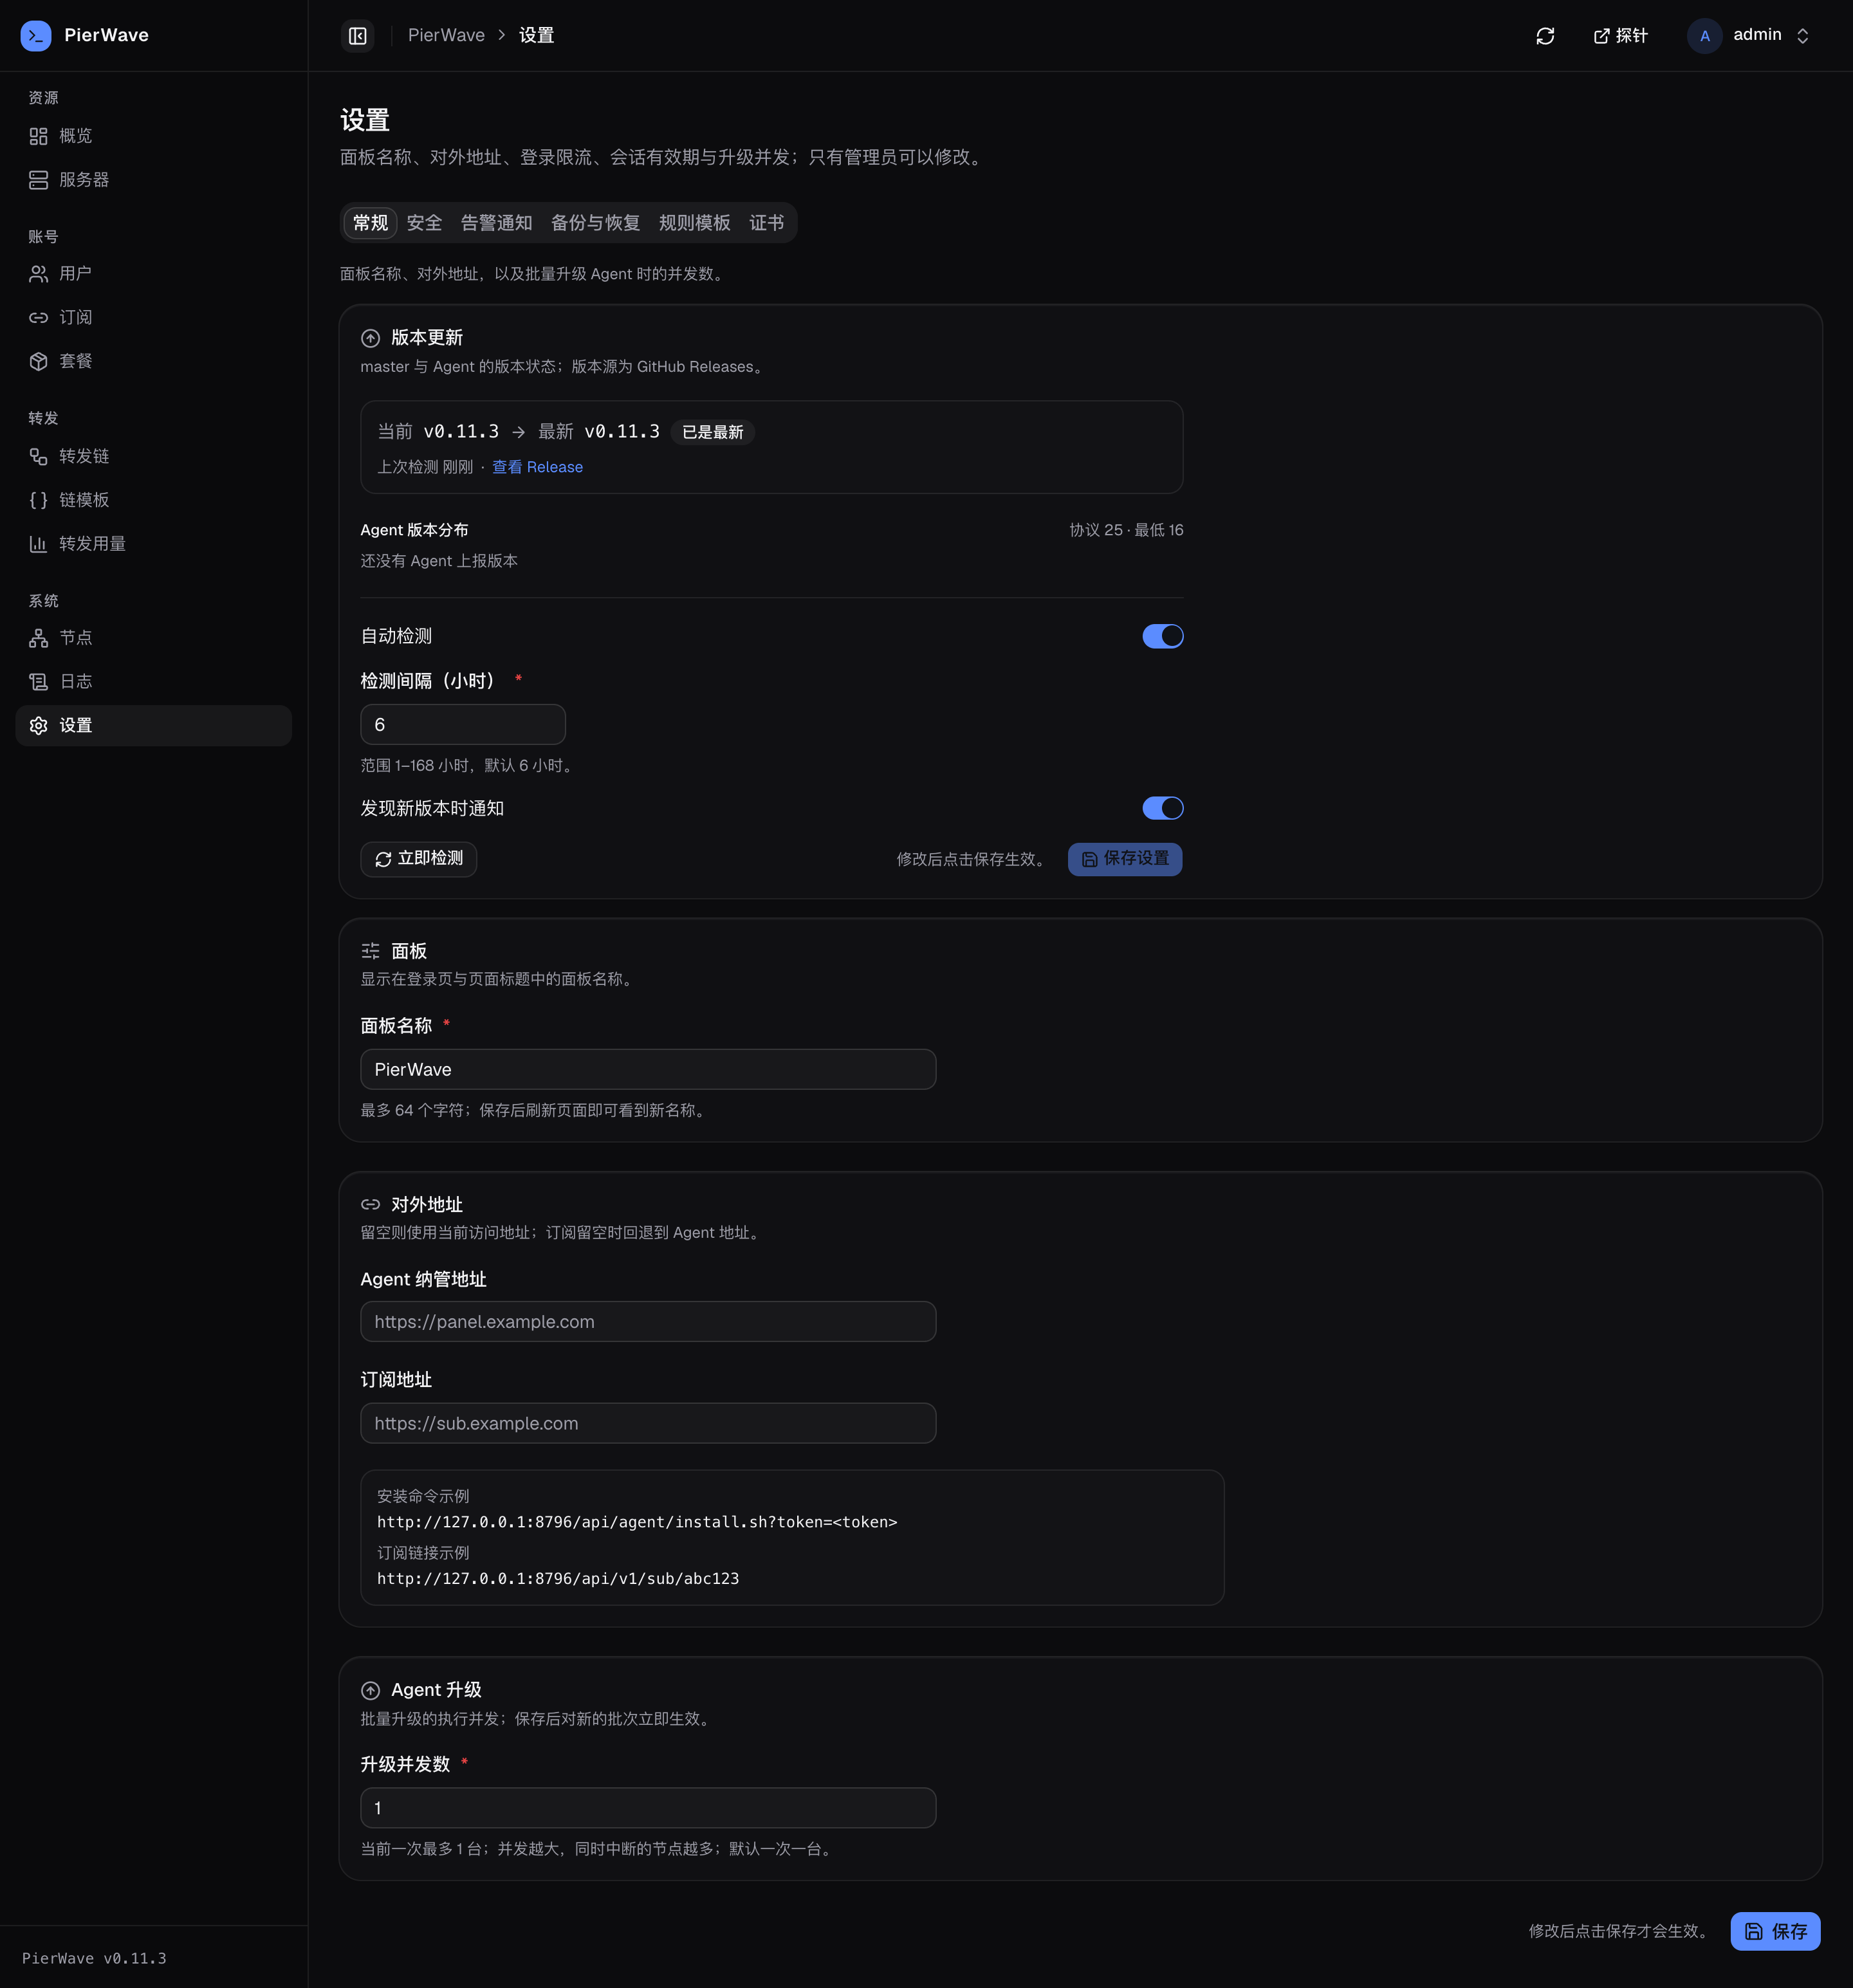 PierWave
资源
概览
服务器
账号
用户
订阅
套餐
转发
转发链
链模板
转发用量
系统
节点
日志
设置
PierWave v0.11.3
PierWave > 设置
探针
A admin
设置
面板名称、对外地址、登录限流、会话有效期与升级并发；只有管理员可以修改。
常规 安全 告警通知 备份与恢复 规则模板 证书
面板名称、对外地址，以及批量升级 Agent 时的并发数。
版本更新
master 与 Agent 的版本状态；版本源为 GitHub Releases。
当前 v0.11.3 → 最新 v0.11.3 已是最新
上次检测 刚刚 · 查看 Release
Agent 版本分布 协议 25 · 最低 16
还没有 Agent 上报版本
自动检测
检测间隔（小时） *
6
范围 1–168 小时，默认 6 小时。
发现新版本时通知
立即检测 修改后点击保存生效。 保存设置
面板
显示在登录页与页面标题中的面板名称。
面板名称 *
PierWave
最多 64 个字符；保存后刷新页面即可看到新名称。
对外地址
留空则使用当前访问地址；订阅留空时回退到 Agent 地址。
Agent 纳管地址
https://panel.example.com
订阅地址
https://sub.example.com
安装命令示例
http://127.0.0.1:8796/api/agent/install.sh?token=<token>
订阅链接示例
http://127.0.0.1:8796/api/v1/sub/abc123
Agent 升级
批量升级的执行并发；保存后对新的批次立即生效。
升级并发数 *
1
当前一次最多 1 台；并发越大，同时中断的节点越多；默认一次一台。
修改后点击保存才会生效。 保存